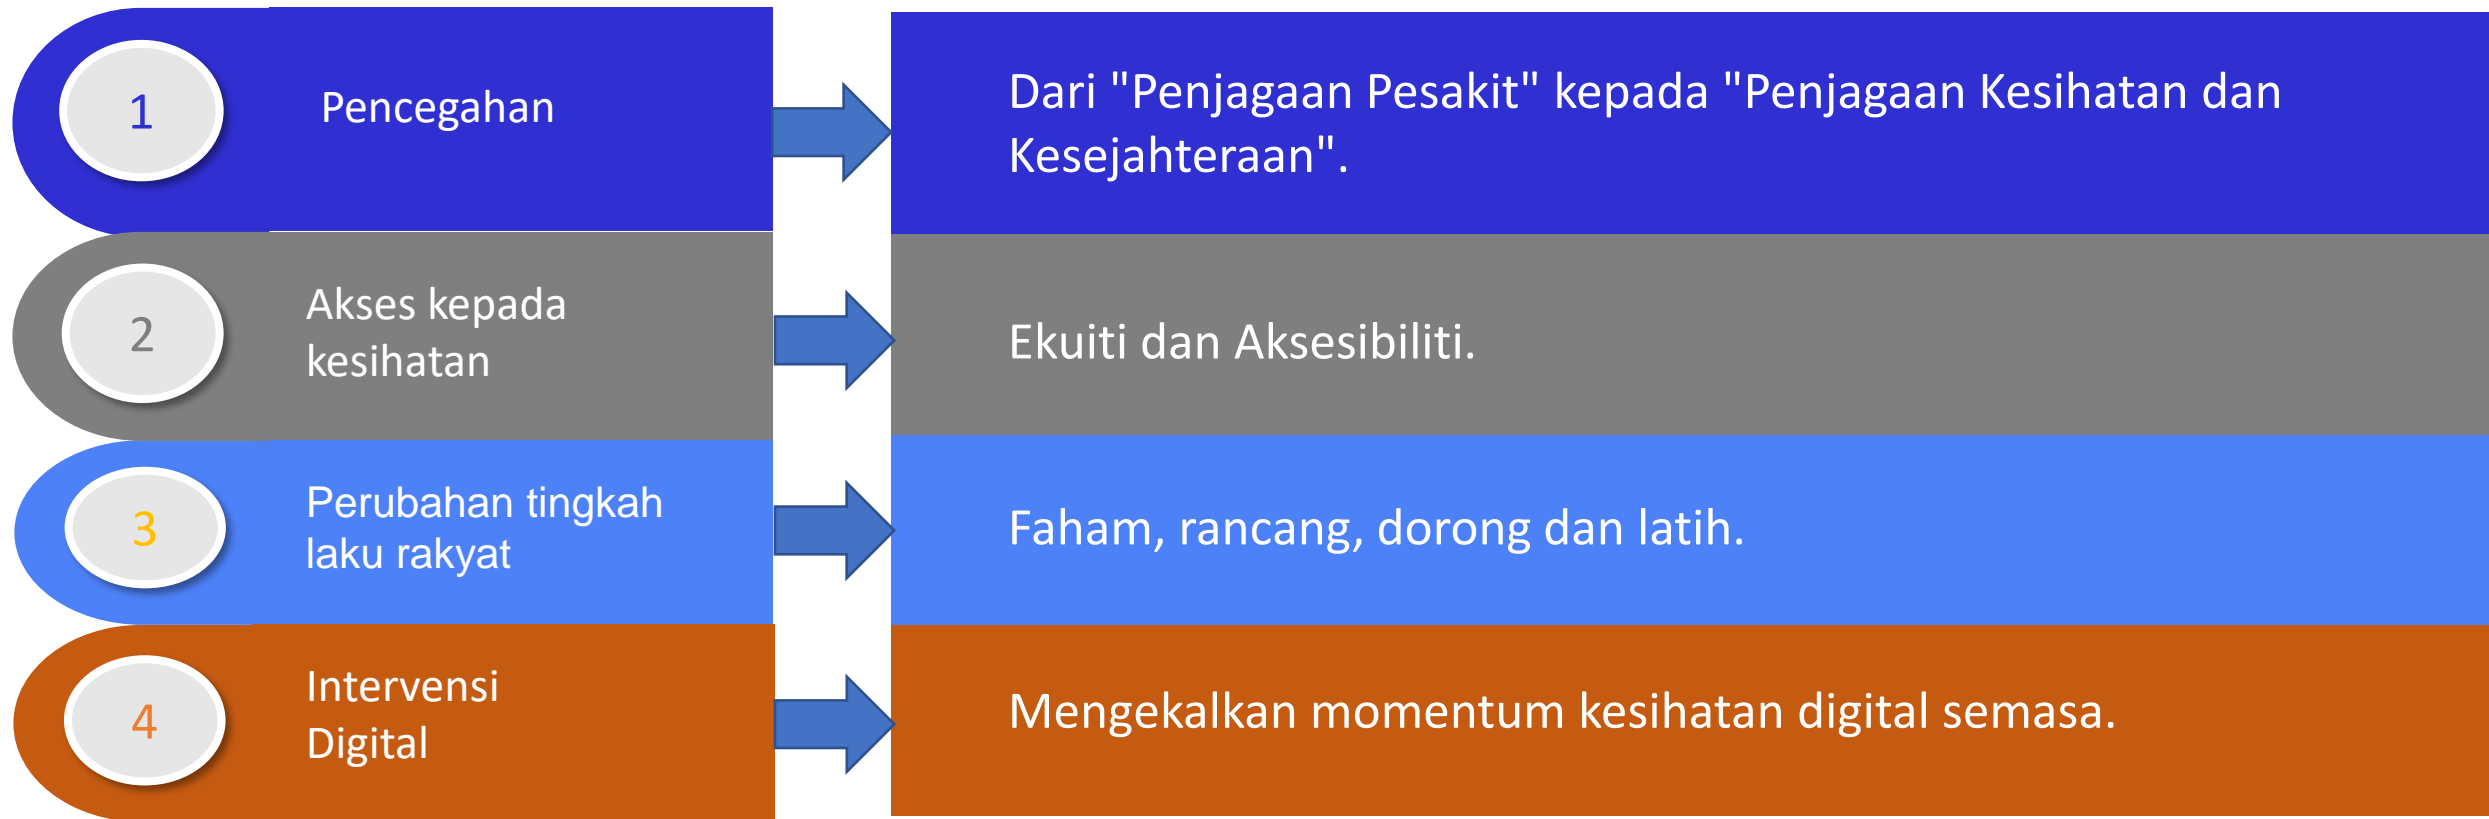 1
Pencegahan
Dari "Penjagaan Pesakit" kepada "Penjagaan Kesihatan dan
Kesejahteraan".
2
Akses kepada
kesihatan
Ekuiti dan Aksesibiliti.
3
Perubahan tingkah
laku rakyat
Faham, rancang, dorong dan latih.
4
Intervensi
Digital
Mengekalkan momentum kesihatan digital semasa.